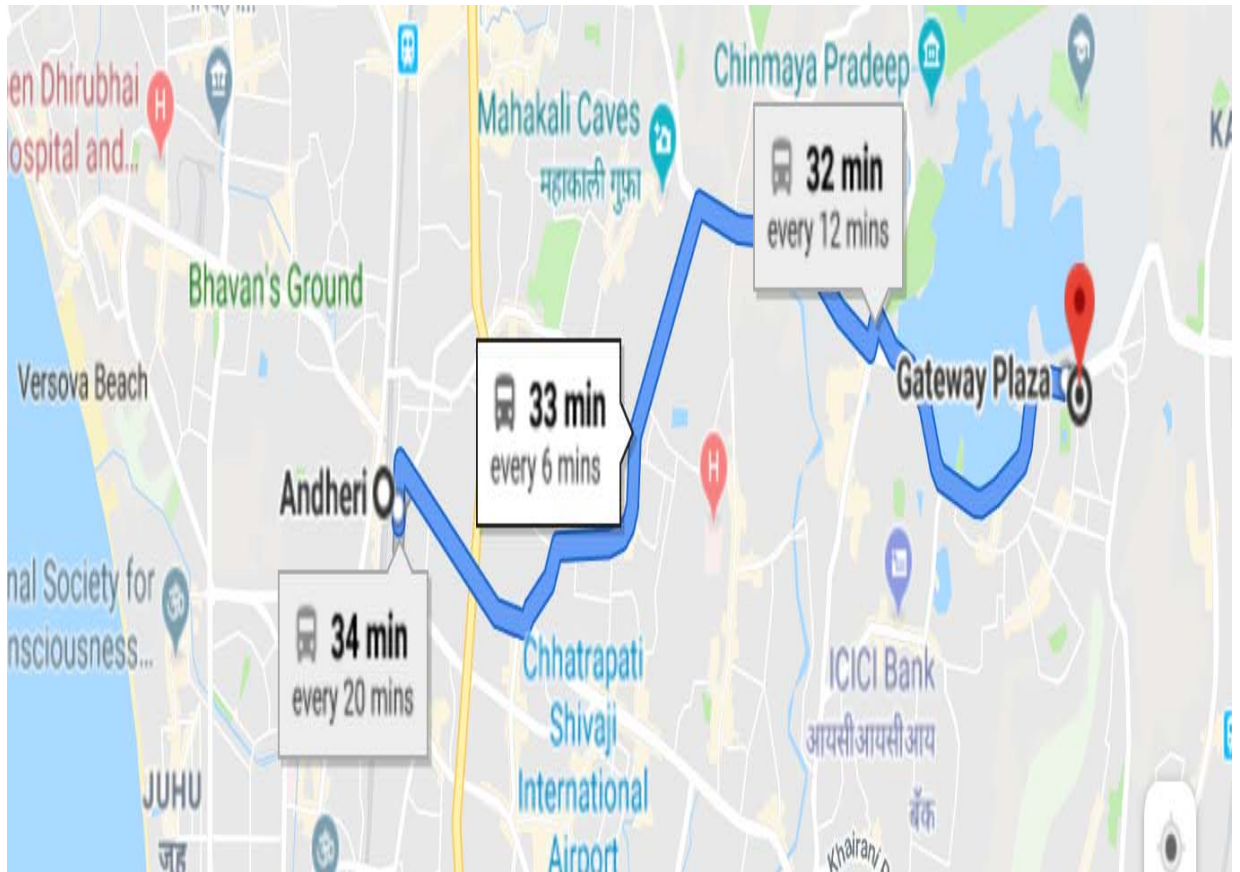 en Dhirubhai
ospital and...
H
Mahakali Caves
महाकाली गुफ़ा
Chinmaya Pradeep
KA
32 min
every 12 mins
Bhavan's Ground
Versova Beach
33 min
every 6 mins
Gateway Plaza
Andheri
H
nal Society for
nsciousness...
34 min
every 20 mins
Chhatrapati
Shivaji
International
Airport
ICICI Bank
आयसीआयसीआय
बँक
JUHU
जुहू
Khairani